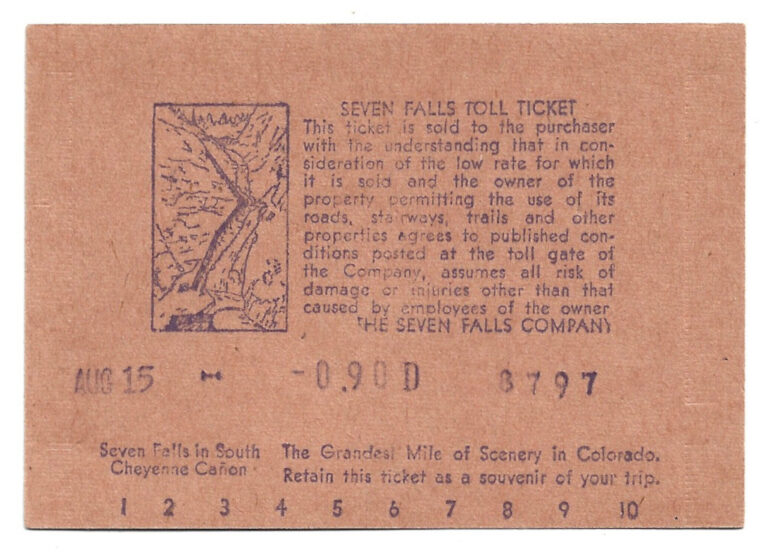 SEVEN FALLS TOLL TICKET
This ticket is sold to the purchaser
with the understanding that in con-
sideration of the low rate for which
it is sold and the owner of the
property permitting the use of its
roads, stairways, trails and other
properties agrees to published con-
ditions posted at the toll gate of
the Company, assumes all risk of
damage or injuries other than that
caused by employees of the owner
THE SEVEN FALLS COMPANY
AUG 15 -0.90 D 8797
Seven Falls in South
Cheyenne Cañon
The Grandest Mile of Scenery in Colorado.
Retain this ticket as a souvenir of your trip.
1 2 3 4 5 6 7 8 9 10